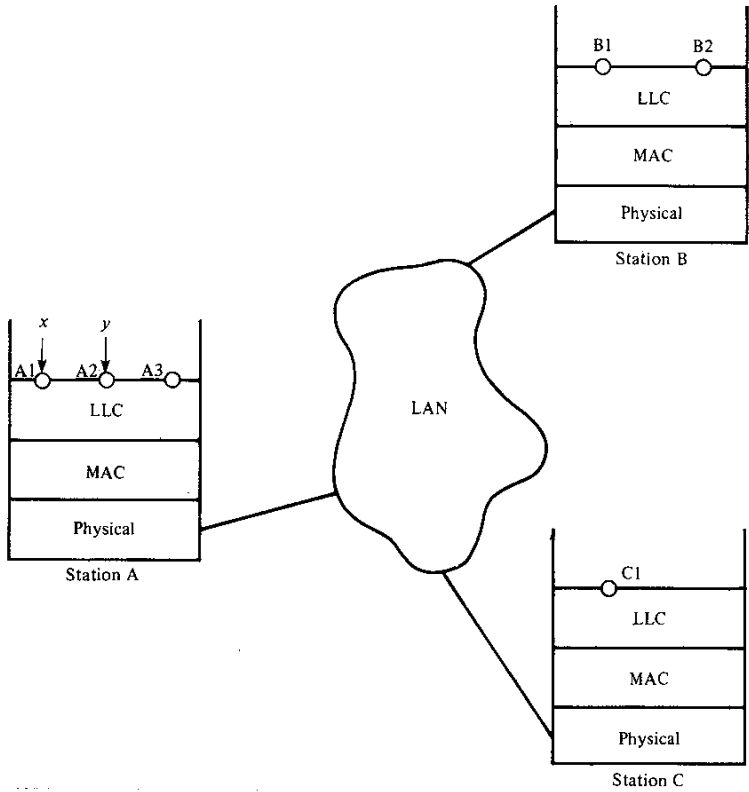 B1 B2
LLC
MAC
Physical
Station B
x y
A1 A2 A3
LLC
MAC
Physical
Station A
LAN
C1
LLC
MAC
Physical
Station C